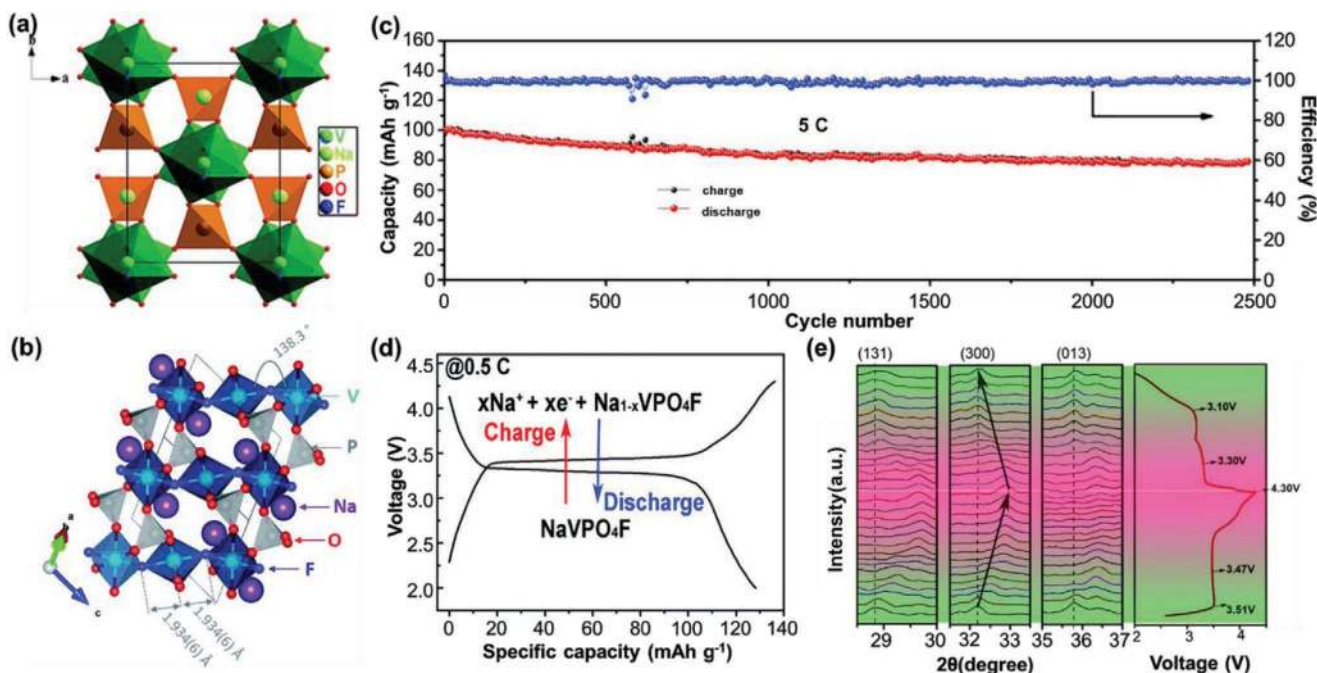 (a)
b
a
V
Na
P
O
F
(b)
138.3 °
V
P
Na
O
F
a
b
c
1.934(6) Å
1.934(6) Å
(c)
160
140
120
100
80
60
40
20
0
Capacity (mAh g⁻¹)
120
100
80
60
40
20
0
Efficiency (%)
5 C
charge
discharge
0 500 1000 1500 2000 2500
Cycle number
(d)
@0.5 C
xNa⁺ + xe⁻ + Na₁₋ₓVPO₄F
Charge
Discharge
NaVPO₄F
4.5
4.0
3.5
3.0
2.5
2.0
Voltage (V)
0 20 40 60 80 100 120 140
Specific capacity (mAh g⁻¹)
(e)
(131) (300) (013)
Intensity(a.u.)
3.10V
3.30V
4.30V
3.47V
3.51V
29 30 32 33 35 36 37 2 3 4
2θ(degree) Voltage (V)